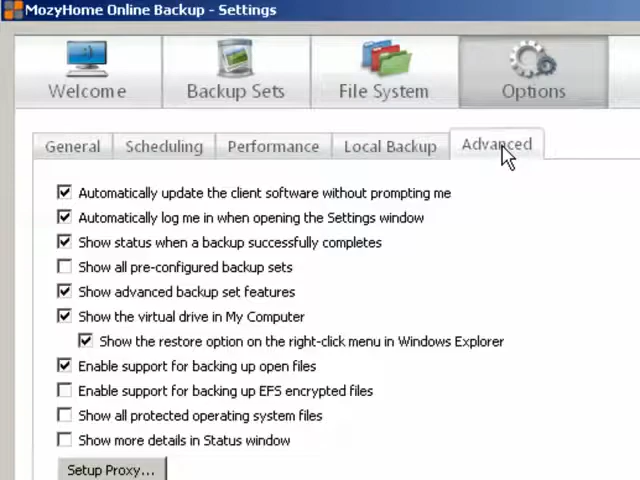 MozyHome Online Backup - Settings
Welcome Backup Sets File System Options
General Scheduling Performance Local Backup Advanced
Automatically update the client software without prompting me
Automatically log me in when opening the Settings window
Show status when a backup successfully completes
Show all pre-configured backup sets
Show advanced backup set features
Show the virtual drive in My Computer
Show the restore option on the right-click menu in Windows Explorer
Enable support for backing up open files
Enable support for backing up EFS encrypted files
Show all protected operating system files
Show more details in Status window
Setup Proxy...